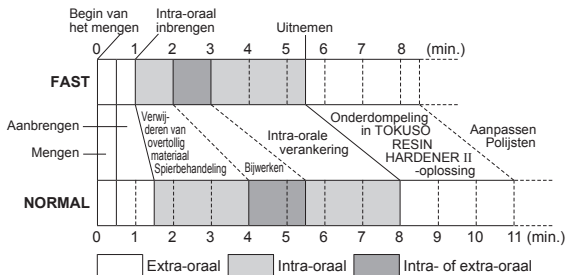 Begin van
het mengen
Intra-oraal
inbrengen
Uitnemen
0 1 2 3 4 5 6 7 8 (min.)
FAST
Aanbrengen
Mengen
Verwij-
deren van
overtollig
materiaal
Spierbehandeling
Bijwerken
Intra-orale
verankering
Onderdompeling
in TOKUSO
RESIN
HARDENER II
-oplossing
Aanpassen
Polijsten
NORMAL
0 1 2 3 4 5 6 7 8 9 10 11 (min.)
Extra-oraal Intra-oraal Intra- of extra-oraal